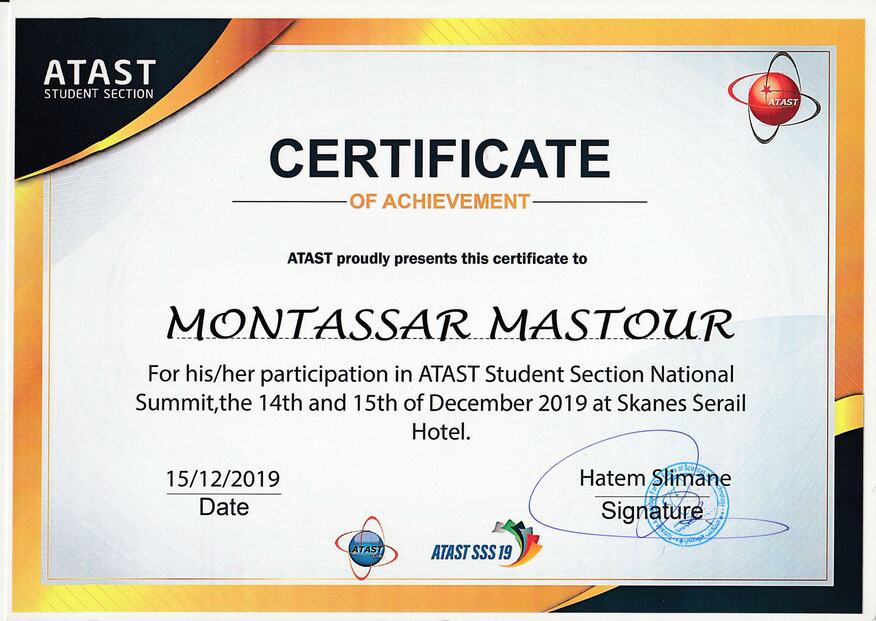 ATAST
STUDENT SECTION
ATAST
CERTIFICATE
OF ACHIEVEMENT
ATAST proudly presents this certificate to
MONTASSAR MASTOUR
For his/her participation in ATAST Student Section National
Summit,the 14th and 15th of December 2019 at Skanes Serail
Hotel.
15/12/2019
Date
Hatem Slimane
Signature
ATAST
ATAST SSS 19